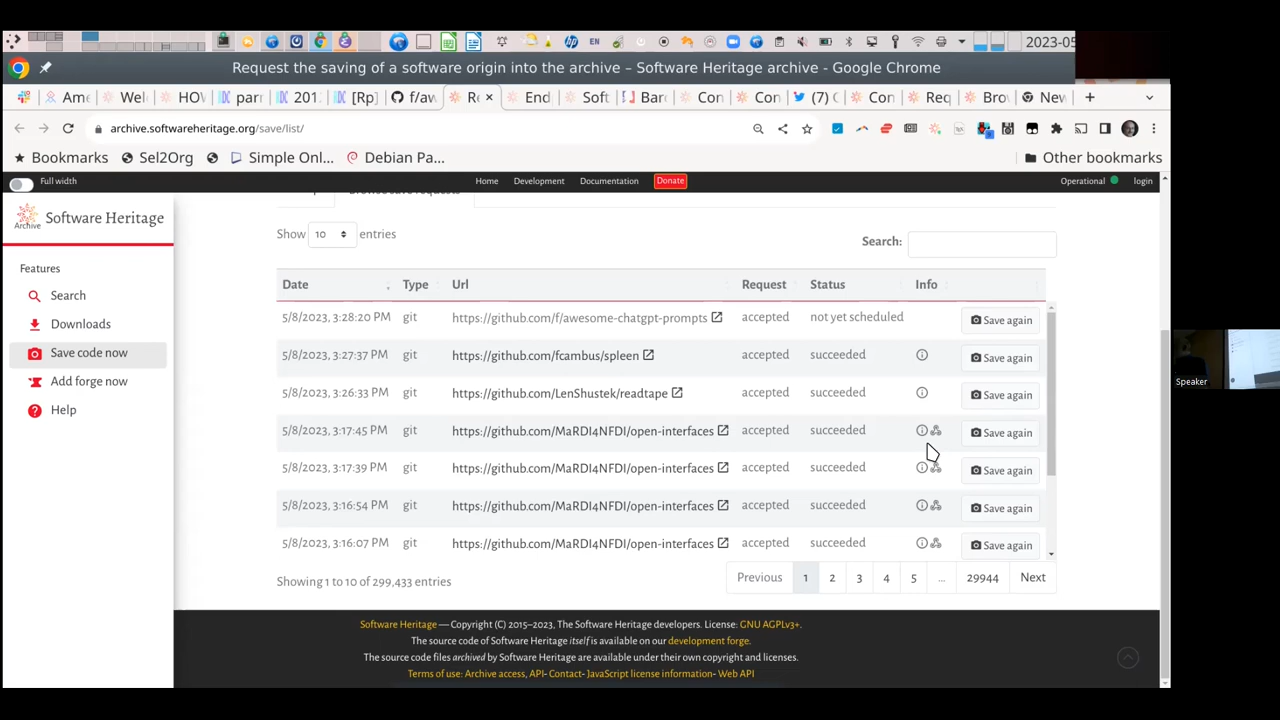 EN
2023-05
Request the saving of a software origin into the archive – Software Heritage archive - Google Chrome
Ame
Wel
HOV
parr
201
[Rp]
f/aw
Re
End
Soft
Bar
Con
Con
(7)
Con
Req
Bro
New
archive.softwareheritage.org/save/list/
Bookmarks
Sel2Org
Simple Onl...
Debian Pa...
Other bookmarks
Full width
Home
Development
Documentation
Donate
Operational
login
Archive
Software Heritage
Features
Search
Downloads
Save code now
Add forge now
Help
Show 10 entries
Search:
Date Type Url Request Status Info
5/8/2023, 3:28:20 PM git https://github.com/f/awesome-chatgpt-prompts accepted not yet scheduled Save again
5/8/2023, 3:27:37 PM git https://github.com/fcambus/spleen accepted succeeded Save again
5/8/2023, 3:26:33 PM git https://github.com/LenShustek/readtape accepted succeeded Save again
5/8/2023, 3:17:45 PM git https://github.com/MaRDI4NFDI/open-interfaces accepted succeeded Save again
5/8/2023, 3:17:39 PM git https://github.com/MaRDI4NFDI/open-interfaces accepted succeeded Save again
5/8/2023, 3:16:54 PM git https://github.com/MaRDI4NFDI/open-interfaces accepted succeeded Save again
5/8/2023, 3:16:07 PM git https://github.com/MaRDI4NFDI/open-interfaces accepted succeeded Save again
Showing 1 to 10 of 299,433 entries
Previous 1 2 3 4 5 ... 29944 Next
Software Heritage — Copyright (C) 2015–2023, The Software Heritage developers. License: GNU AGPLv3+.
The source code of Software Heritage itself is available on our development forge.
The source code files archived by Software Heritage are available under their own copyright and licenses.
Terms of use: Archive access, API- Contact- JavaScript license information- Web API
Speaker